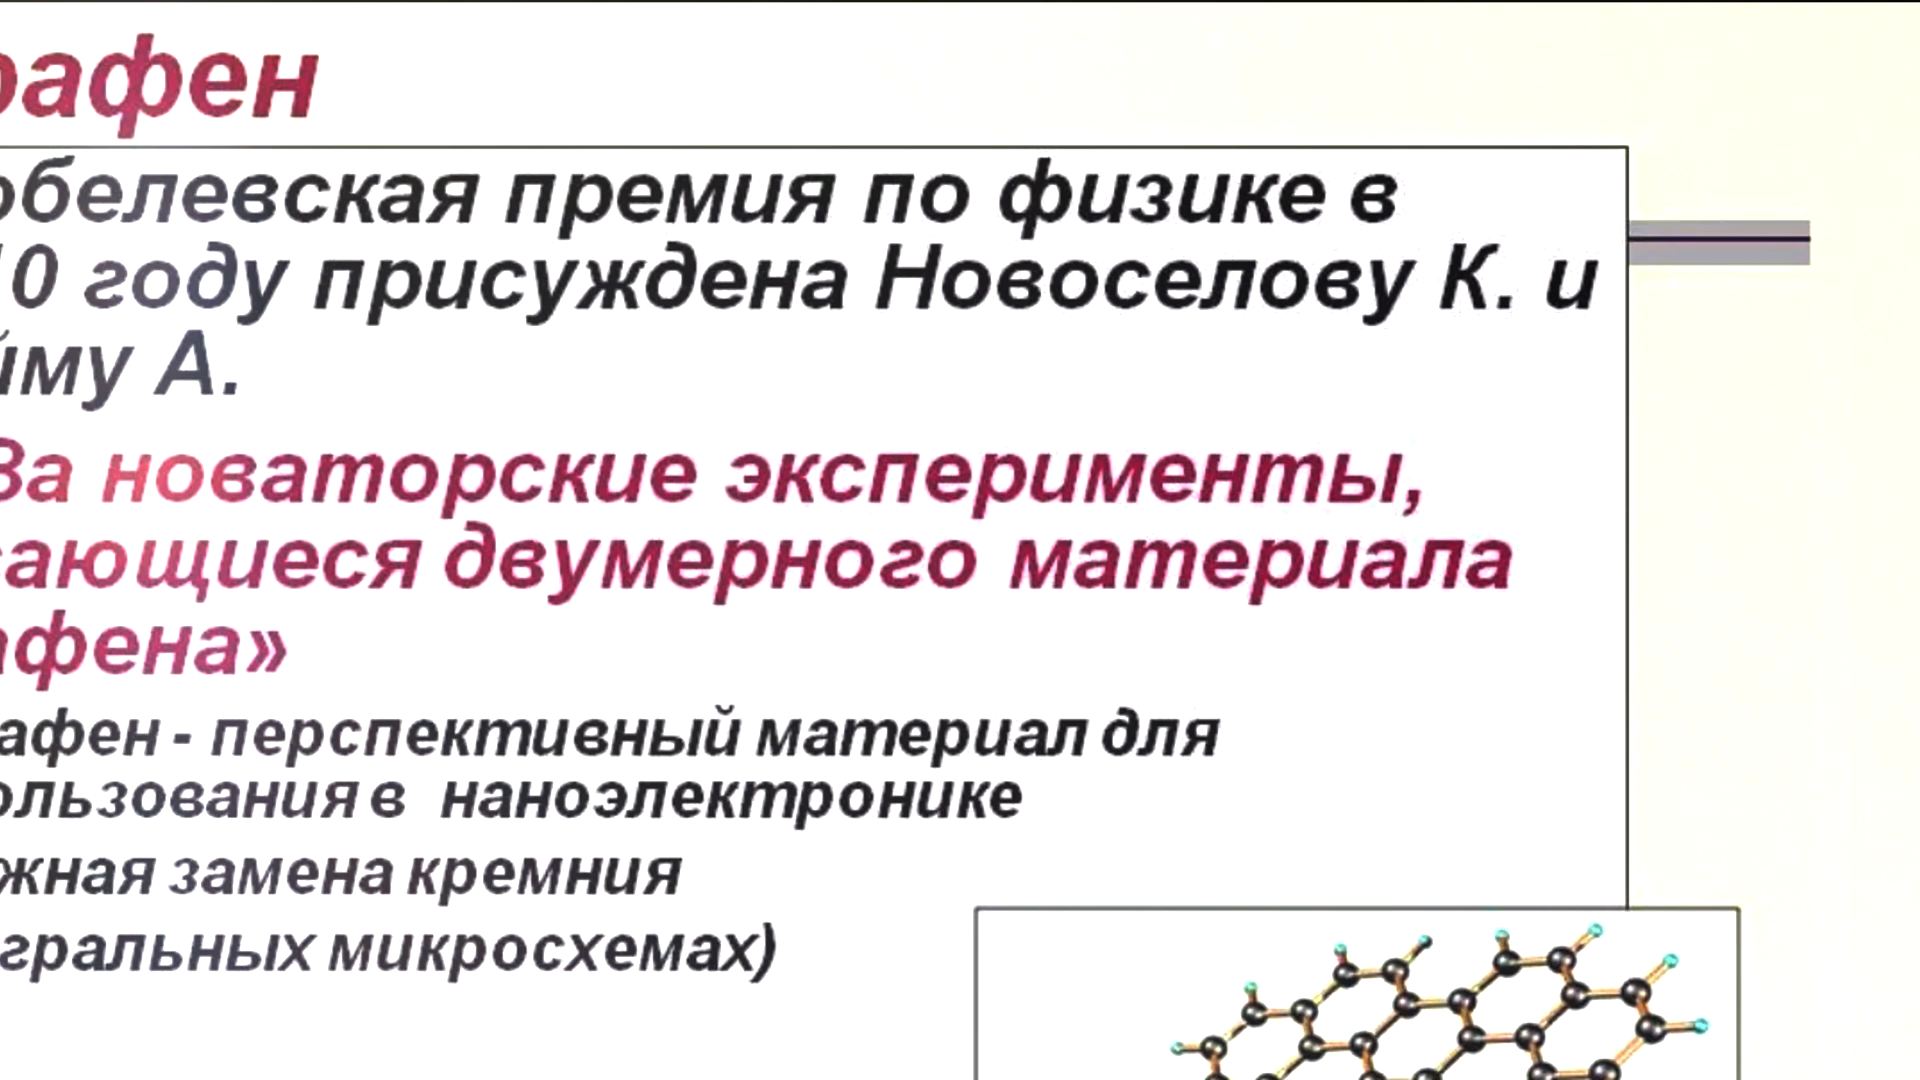 рафен
обелевская премия по физике в
10 году присуждена Новоселову К. и
йму А.
За новаторские эксперименты,
сающиеся двумерного материала
афена»
афен - перспективный материал для
ользования в наноэлектронике
жная замена кремния
гральных микросхемах)